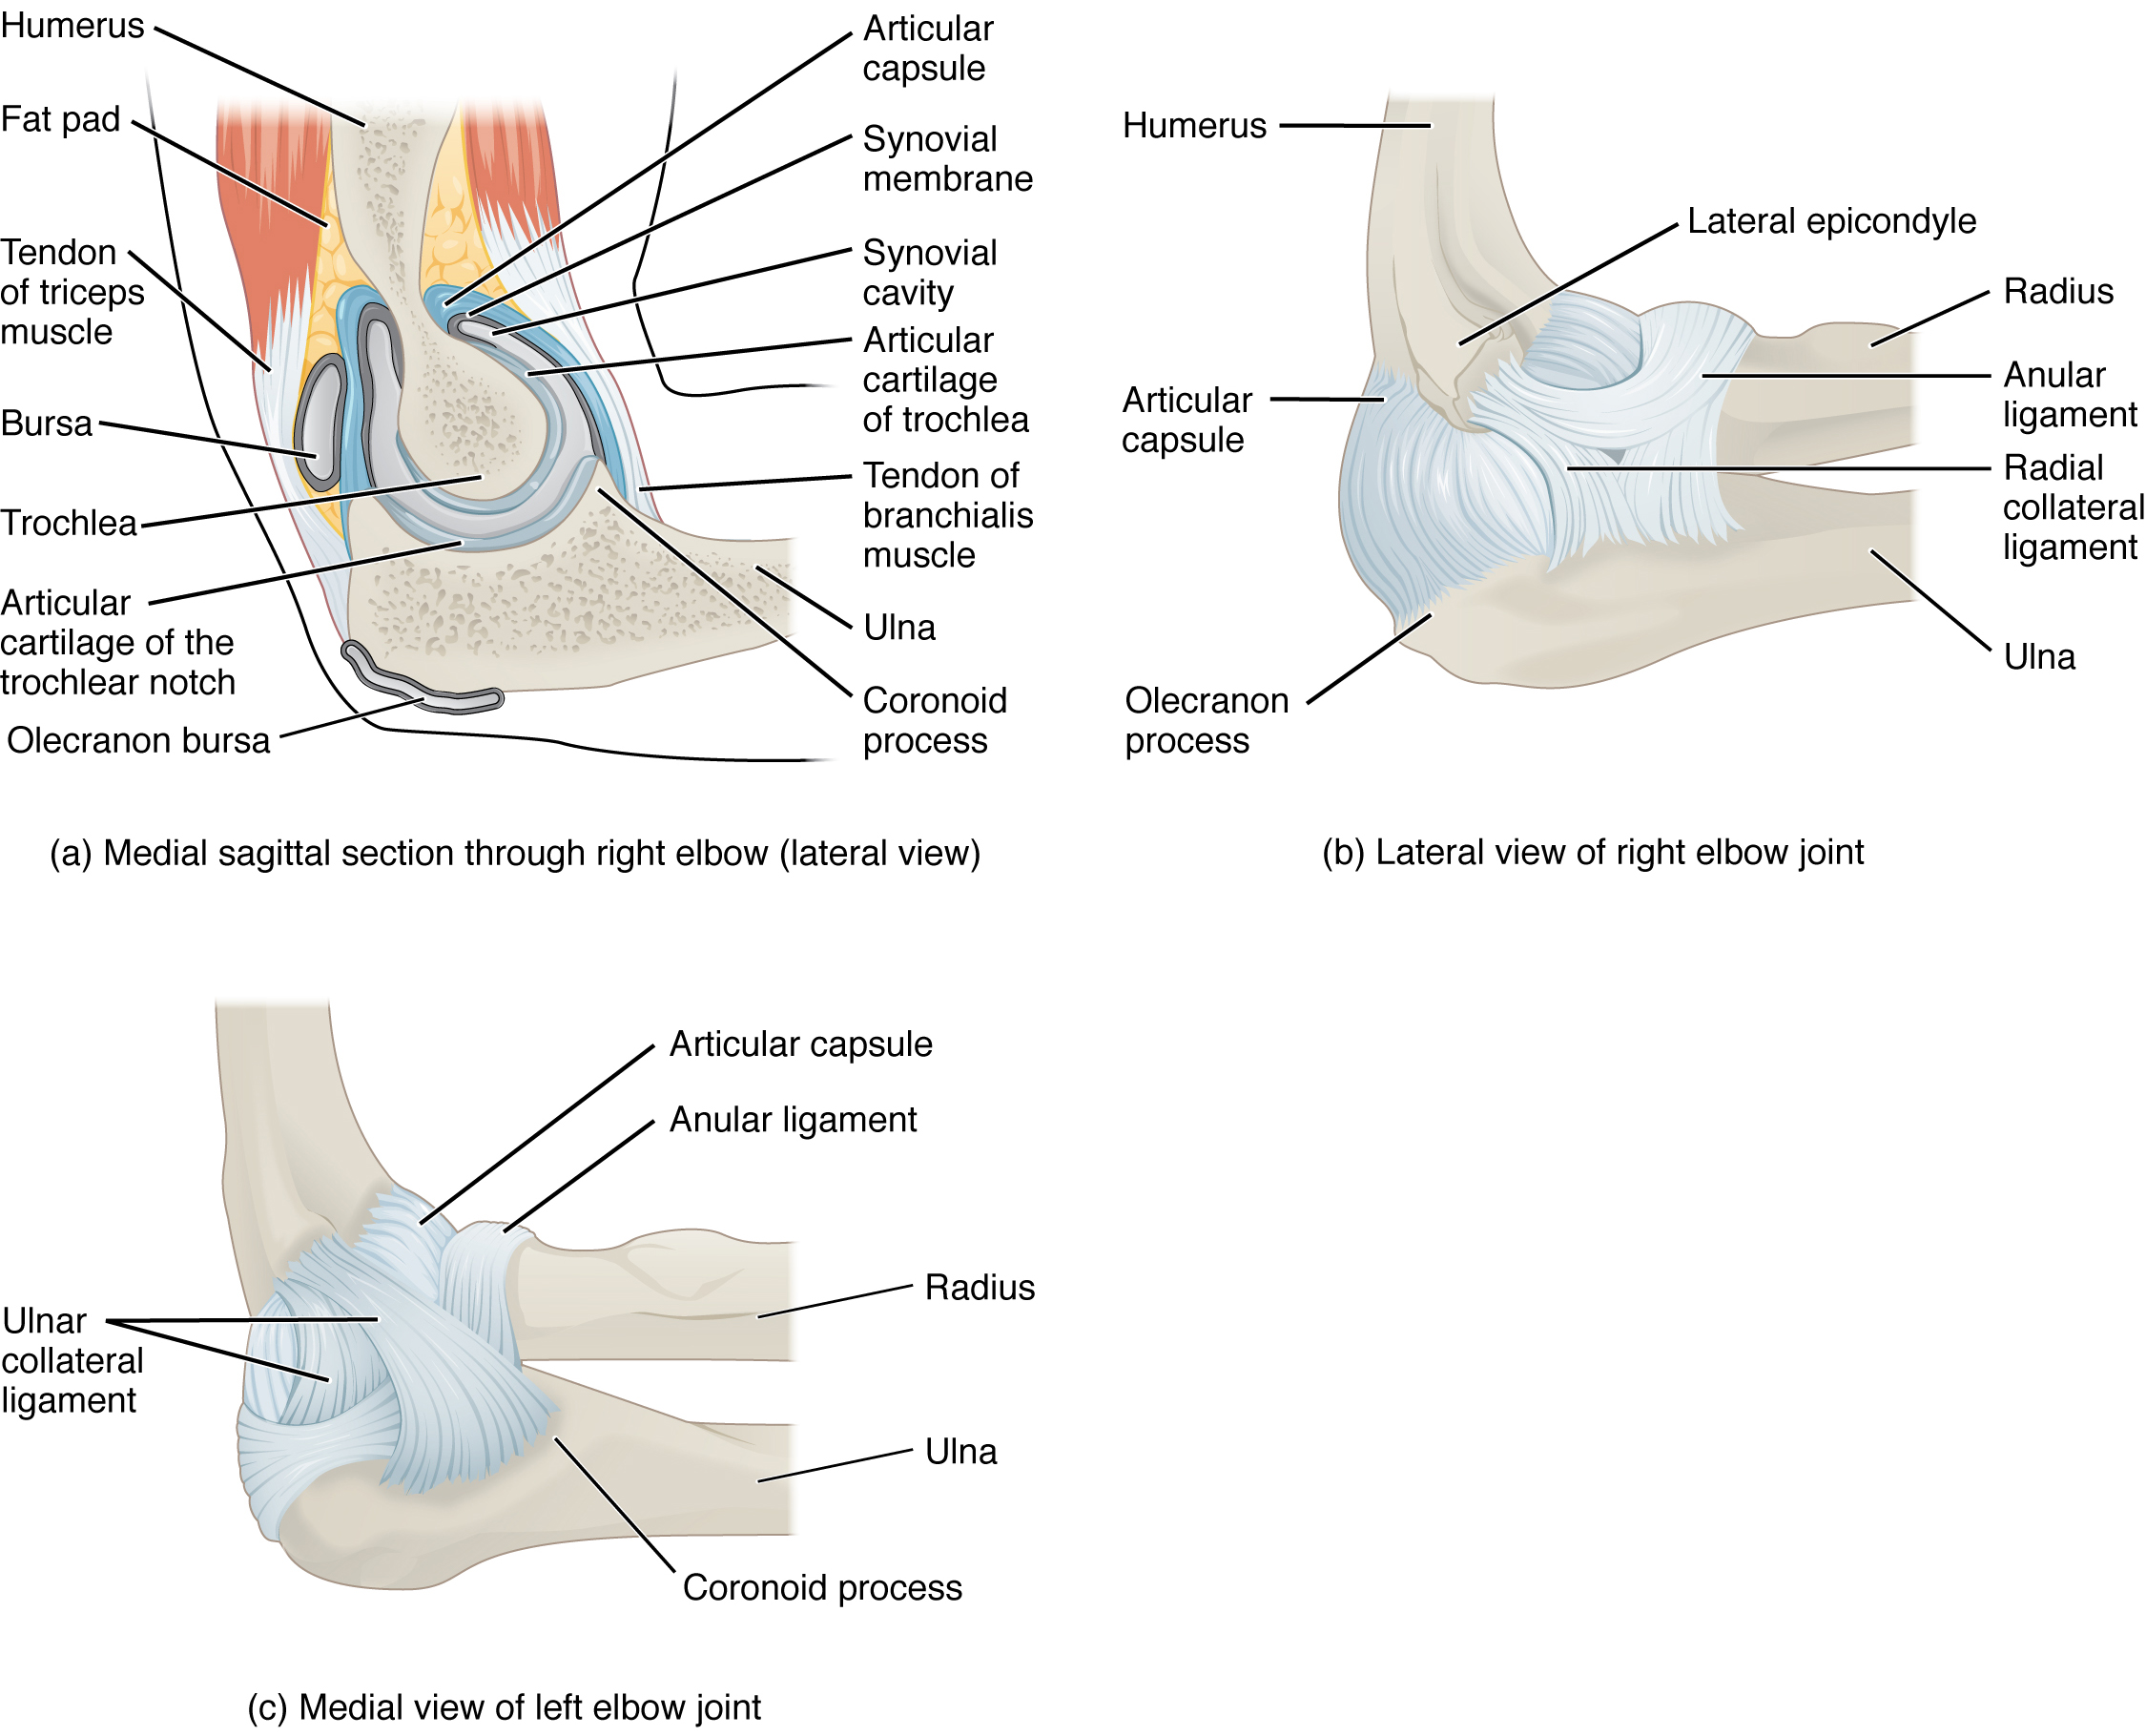 Humerus
Fat pad
Tendon
of triceps
muscle
Bursa
Trochlea
Articular
cartilage of the
trochlear notch
Olecranon bursa
Articular
capsule
Synovial
membrane
Synovial
cavity
Articular
cartilage
of trochlea
Tendon of
branchialis
muscle
Ulna
Coronoid
process
(a) Medial sagittal section through right elbow (lateral view)
Humerus
Lateral epicondyle
Radius
Articular
capsule
Anular
ligament
Radial
collateral
ligament
Ulna
Olecranon
process
(b) Lateral view of right elbow joint
Articular capsule
Anular ligament
Radius
Ulnar
collateral
ligament
Ulna
Coronoid process
(c) Medial view of left elbow joint